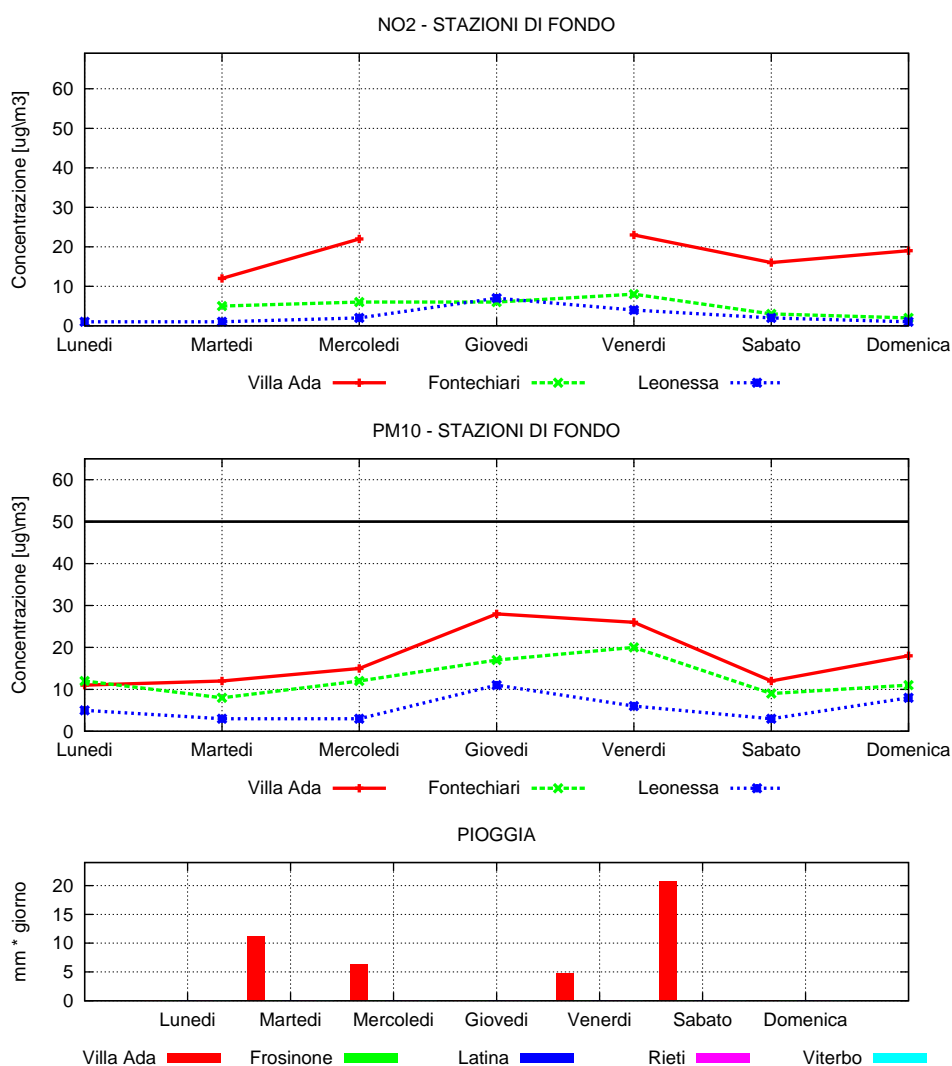 NO2 - STAZIONI DI FONDO
Concentrazione [ug\m3]
60
50
40
30
20
10
0
Lunedi Martedi Mercoledi Giovedi Venerdi Sabato Domenica
Villa Ada Fontechiari Leonessa
PM10 - STAZIONI DI FONDO
Concentrazione [ug\m3]
60
50
40
30
20
10
0
Lunedi Martedi Mercoledi Giovedi Venerdi Sabato Domenica
Villa Ada Fontechiari Leonessa
PIOGGIA
mm * giorno
20
15
10
5
0
Lunedi Martedi Mercoledi Giovedi Venerdi Sabato Domenica
Villa Ada Frosinone Latina Rieti Viterbo